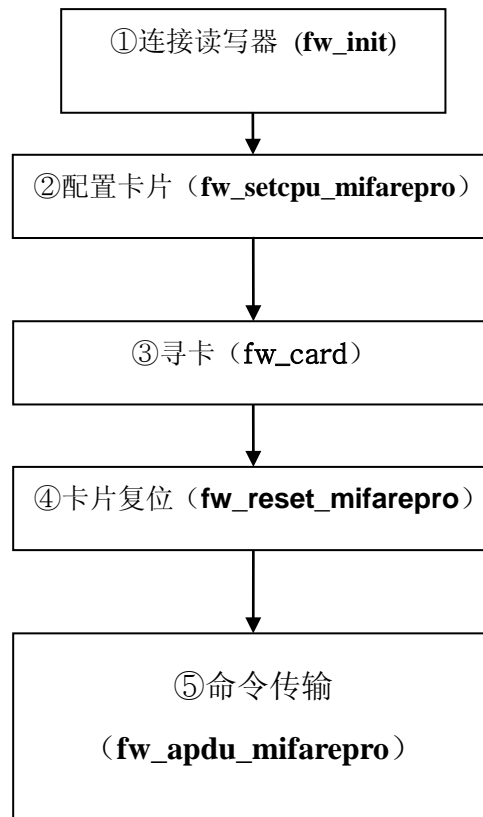 ①连接读写器 (fw_init)
②配置卡片（fw_setcpu_mifarepro）
③寻卡（fw_card）
④卡片复位（fw_reset_mifarepro）
⑤命令传输
（fw_apdu_mifarepro）